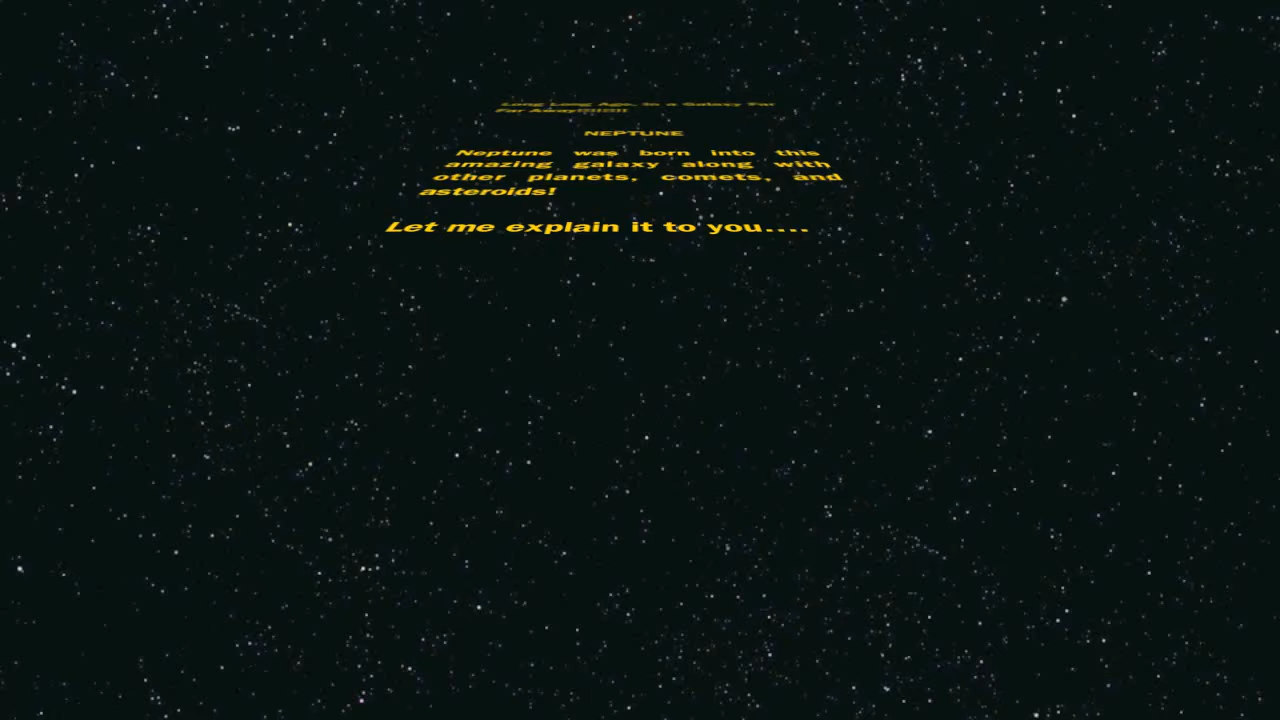 Long Long Ago, In a Galaxy Far
Far Away!!!!!!!
NEPTUNE
Neptune was born into this
amazing galaxy along with
other planets, comets, and
asteroids!
Let me explain it to you....